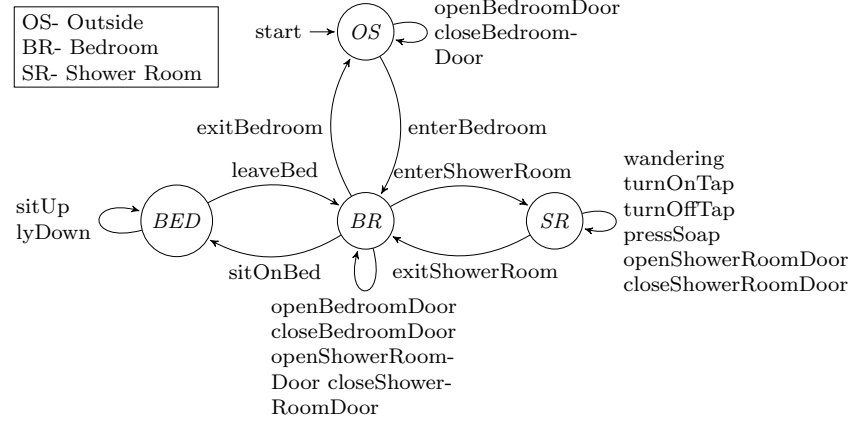 OS- Outside
BR- Bedroom
SR- Shower Room
start
OS
openBedroomDoor
closeBedroom-
Door
exitBedroom
enterBedroom
leaveBed
enterShowerRoom
sitUp
lyDown
BED
BR
SR
wandering
turnOnTap
turnOffTap
pressSoap
openShowerRoomDoor
closeShowerRoomDoor
sitOnBed
exitShowerRoom
openBedroomDoor
closeBedroomDoor
openShowerRoom-
Door closeShower-
RoomDoor